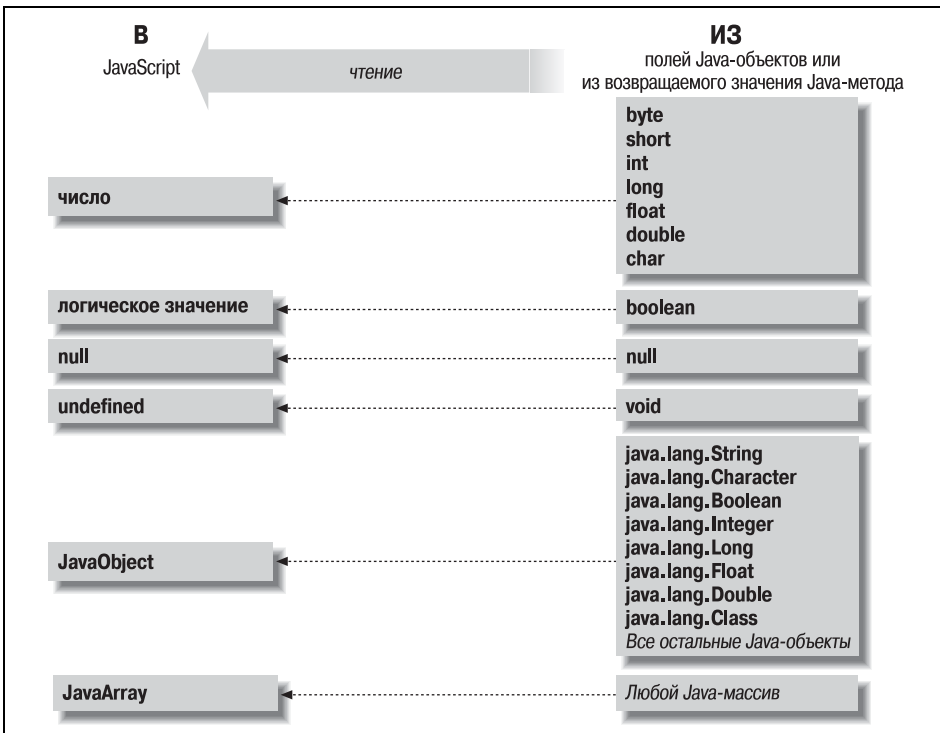 В
JavaScript
чтение
ИЗ
полей Java-объектов или
из возвращаемого значения Java-метода
число
byte
short
int
long
float
double
char
логическое значение
boolean
null
null
undefined
void
JavaObject
java.lang.String
java.lang.Character
java.lang.Boolean
java.lang.Integer
java.lang.Long
java.lang.Float
java.lang.Double
java.lang.Class
Все остальные Java-объекты
JavaArray
Любой Java-массив